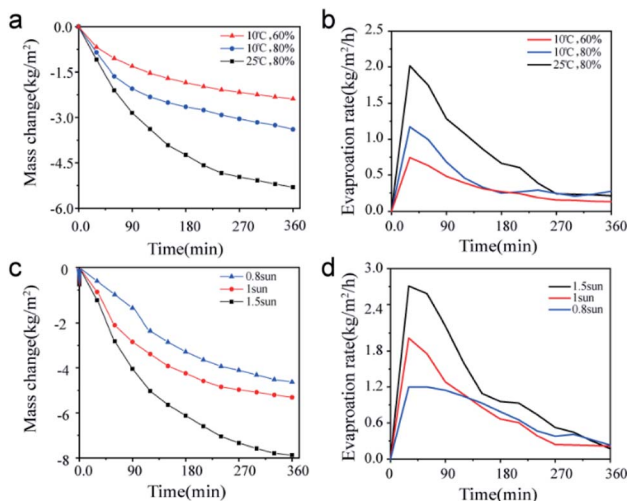 a
0.0
-1.5
-3.0
-4.5
-6.0
Mass change(kg/m²)
10℃,60%
10℃,80%
25℃,80%
0.0 90 180 270 360
Time(min)
b
2.5
2.0
1.5
1.0
0.5
0.0
Evaproation rate(kg/m²/h)
10℃,60%
10℃,80%
25℃,80%
0.0 90 180 270 360
Time(min)
c
0
-2
-4
-6
-8
Mass change(kg/m²)
0.8sun
1sun
1.5sun
0.0 90 180 270 360
Time(min)
d
3.0
2.4
1.8
1.2
0.6
0.0
Evaproation rate(kg/m²/h)
1.5sun
1sun
0.8sun
0 90 180 270 360
Time(min)